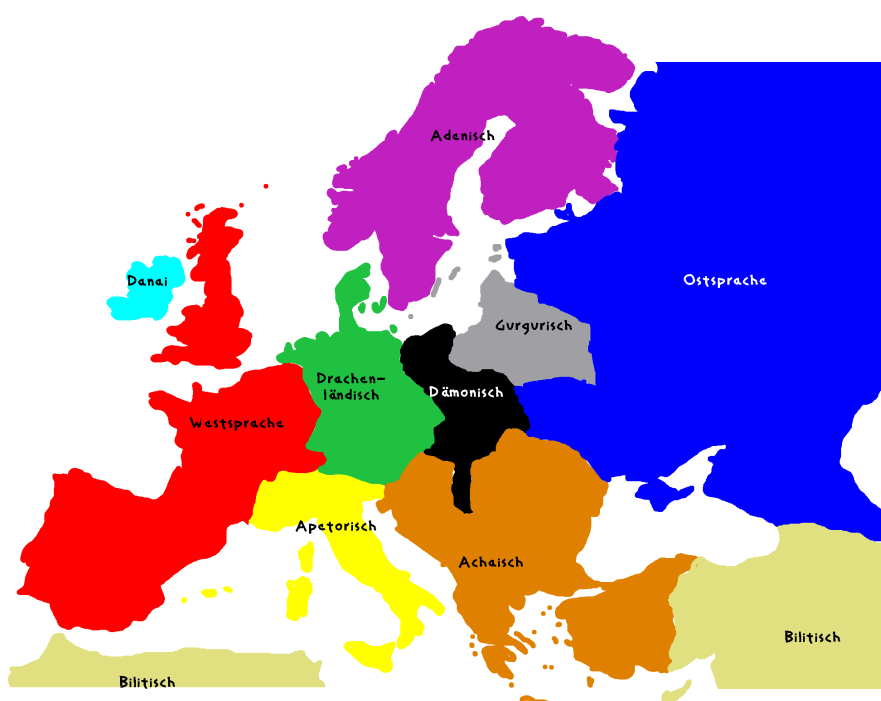 Adenisch
Danai
Ostsprache
Gurgurisch
Drachen-
ländisch
Dämonisch
Westsprache
Apetorisch
Achaisch
Bilitisch
Bilitisch